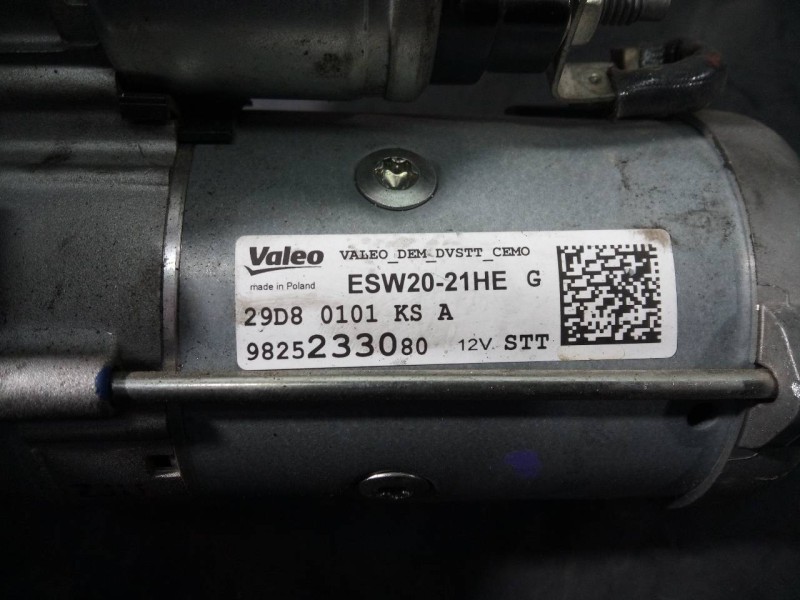 Valeo VALEO_DEM_DVSTT_CEMO
made in Poland ESW20-21HE G
29D8 0101 KS A
9825233080 12V. STT